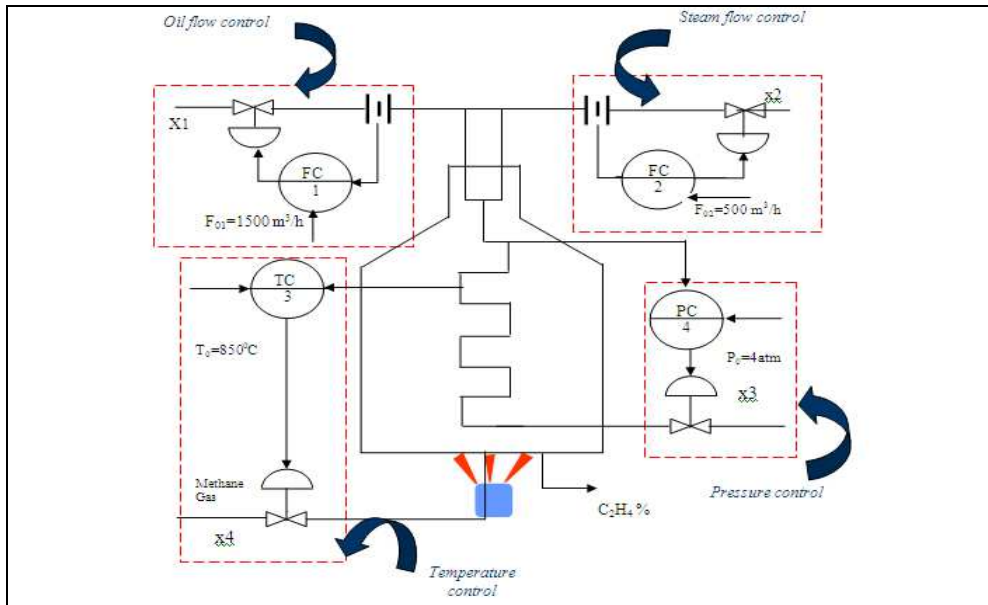 Oil flow control
Steam flow control
X1
x2
FC
1
FC
2
F01=1500 m3/h
F02=500 m3/h
TC
3
PC
4
T0=850⁰C
P0=4atm
x3
Methane
Gas
Pressure control
C2H4 %
x4
Temperature
control